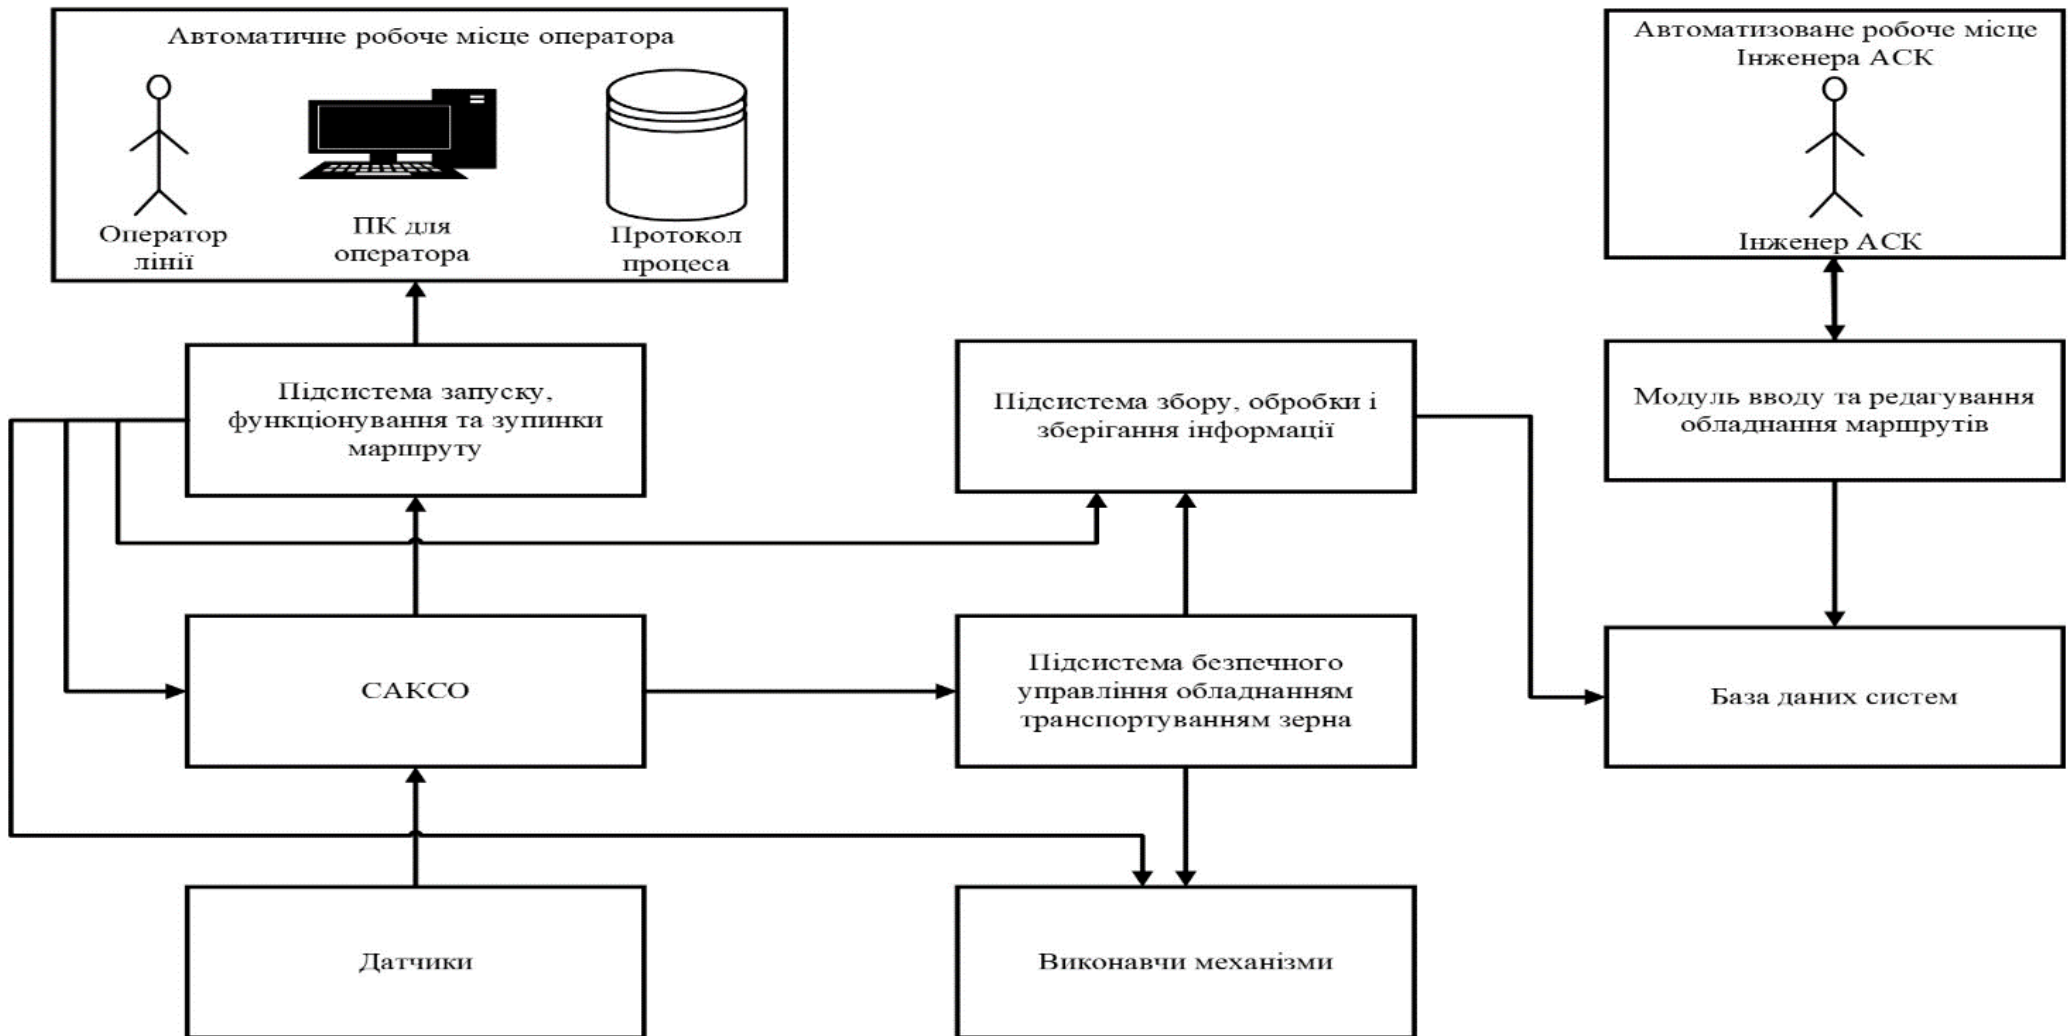 Автоматичне робоче місце оператора
Оператор
лінії
ПК для
оператора
Протокол
процеса
Автоматизоване робоче місце
Інженера АСК
Інженер АСК
Підсистема запуску,
функціонування та зупинки
маршруту
Підсистема збору, обробки і
зберігання інформації
Модуль вводу та редагування
обладнання маршрутів
САКСО
Підсистема безпечного
управління обладнанням
транспортуванням зерна
База даних систем
Датчики
Виконавчи механізми